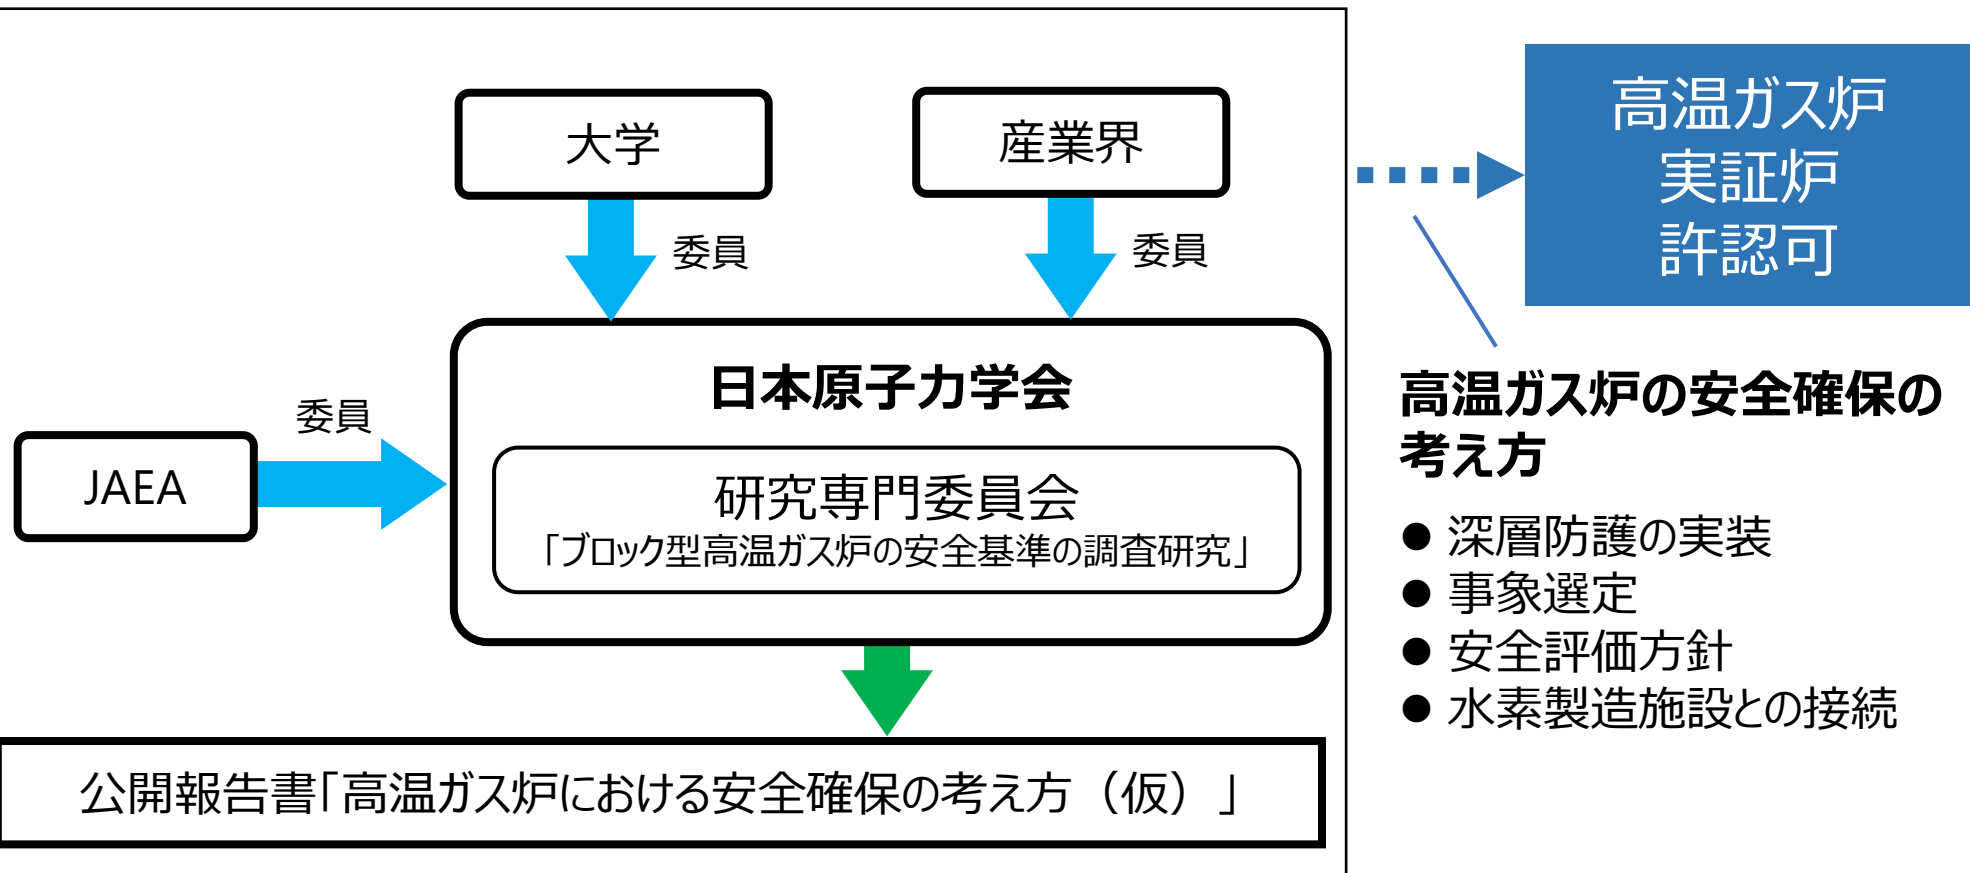 大学
産業界
委員
委員
日本原子力学会
委員
JAEA
研究専門委員会
「ブロック型高温ガス炉の安全基準の調査研究」
公開報告書「高温ガス炉における安全確保の考え方（仮）」
高温ガス炉
実証炉
許認可
高温ガス炉の安全確保の
考え方
● 深層防護の実装
● 事象選定
● 安全評価方針
● 水素製造施設との接続